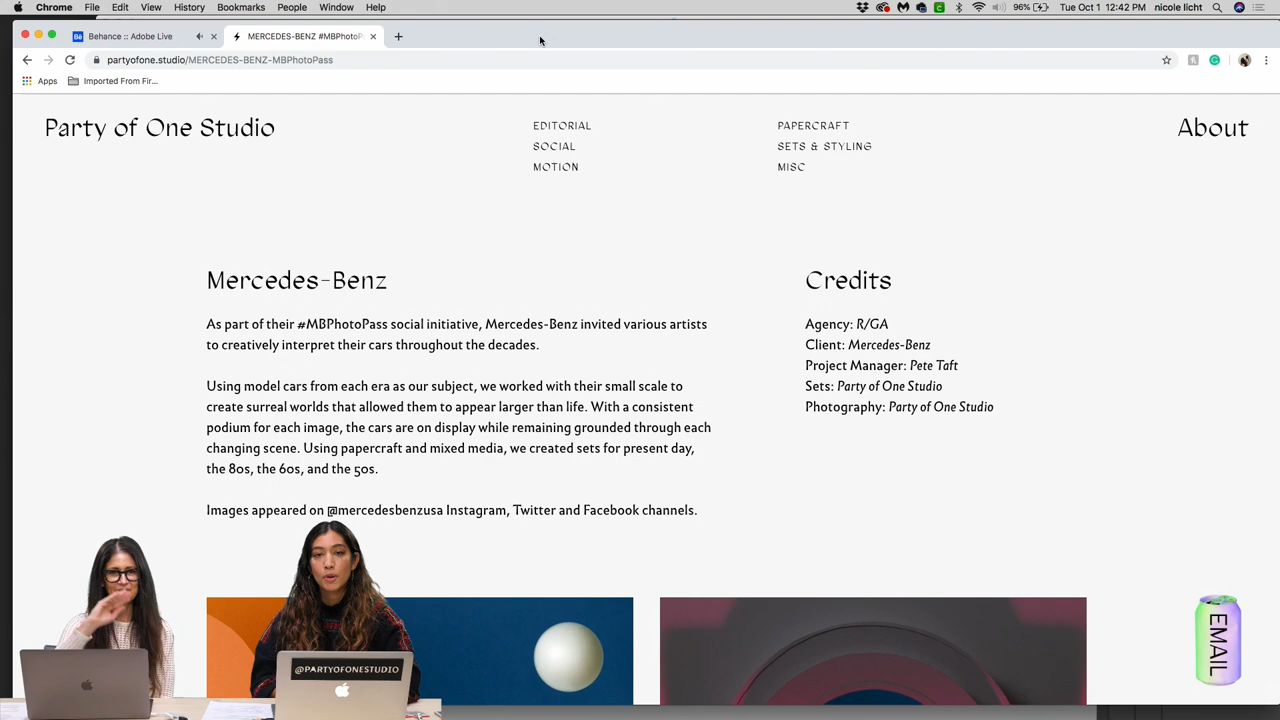 Chrome File Edit View History Bookmarks People Window Help
96% Tue Oct 1 12:42 PM nicole licht
Behance :: Adobe Live
MERCEDES-BENZ #MBPhotoP
partyofone.studio/MERCEDES-BENZ-MBPhotoPass
Apps Imported From Fir...
Party of One Studio
EDITORIAL
SOCIAL
MOTION
PAPERCRAFT
SETS & STYLING
MISC
About
Mercedes-Benz
As part of their #MBPhotoPass social initiative, Mercedes-Benz invited various artists
to creatively interpret their cars throughout the decades.
Using model cars from each era as our subject, we worked with their small scale to
create surreal worlds that allowed them to appear larger than life. With a consistent
podium for each image, the cars are on display while remaining grounded through each
changing scene. Using papercraft and mixed media, we created sets for present day,
the 80s, the 60s, and the 50s.
Images appeared on @mercedesbenzusa Instagram, Twitter and Facebook channels.
Credits
Agency: R/GA
Client: Mercedes-Benz
Project Manager: Pete Taft
Sets: Party of One Studio
Photography: Party of One Studio
@PARTYOFONESTUDIO
EMAIL